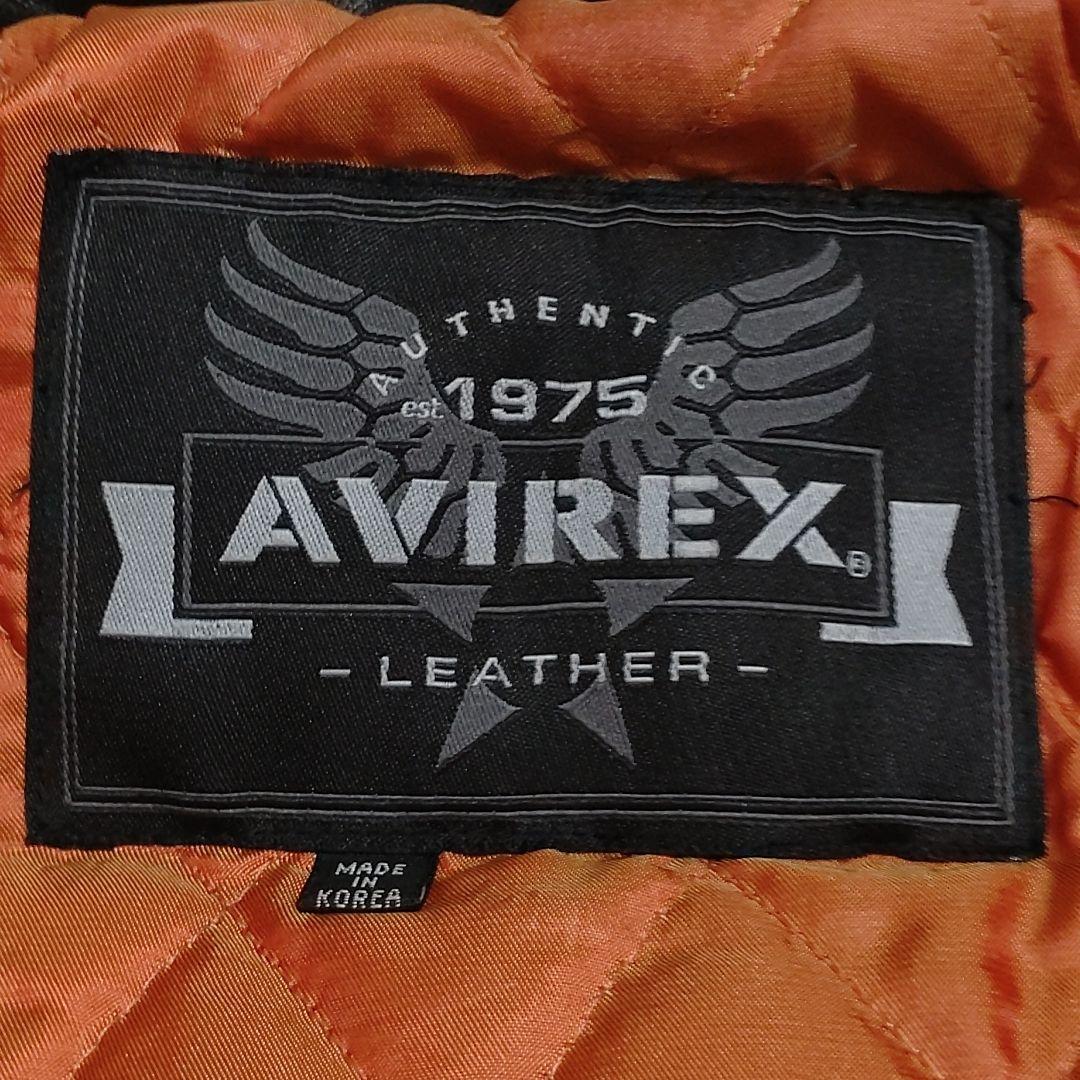 AUTHENTIC
est. 1975
AVIREX®
- LEATHER -
MADE
IN
KOREA